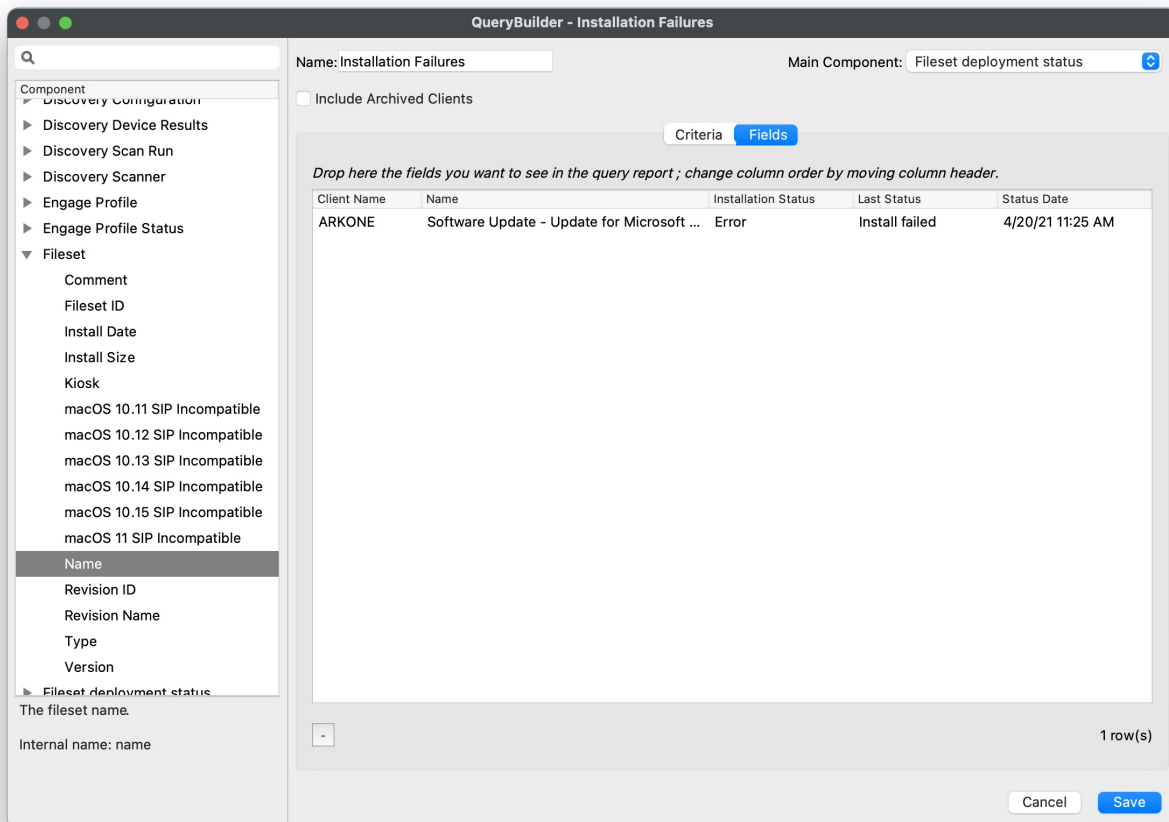 QueryBuilder - Installation Failures
Name: Installation Failures
Main Component: Fileset deployment status
Include Archived Clients
Component
Discovery Configuration
Discovery Device Results
Discovery Scan Run
Discovery Scanner
Engage Profile
Engage Profile Status
Fileset
Comment
Fileset ID
Install Date
Install Size
Kiosk
macOS 10.11 SIP Incompatible
macOS 10.12 SIP Incompatible
macOS 10.13 SIP Incompatible
macOS 10.14 SIP Incompatible
macOS 10.15 SIP Incompatible
macOS 11 SIP Incompatible
Name
Revision ID
Revision Name
Type
Version
Fileset deployment status
The fileset name.
Internal name: name
Criteria Fields
Drop here the fields you want to see in the query report ; change column order by moving column header.
Client Name Name Installation Status Last Status Status Date
ARKONE Software Update - Update for Microsoft ... Error Install failed 4/20/21 11:25 AM
-
1 row(s)
Cancel Save